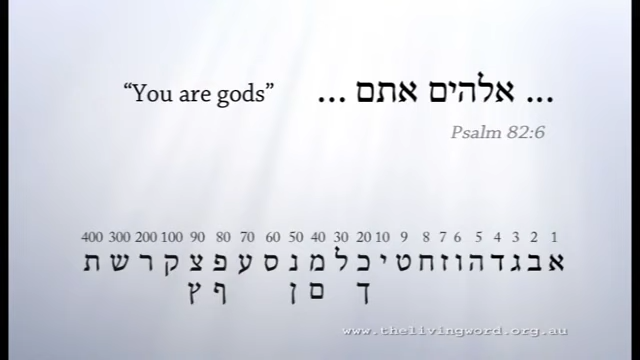 “You are gods” ... אלהים אתם ...
Psalm 82:6
400 300 200 100 90 80 70 60 50 40 30 20 10 9 8 7 6 5 4 3 2 1
א ב ג ד ה ו ז ח ט י כ ל מ נ ס ע פ צ ק ר ש ת
ך ם ן ף ץ
www.thelivingword.org.au